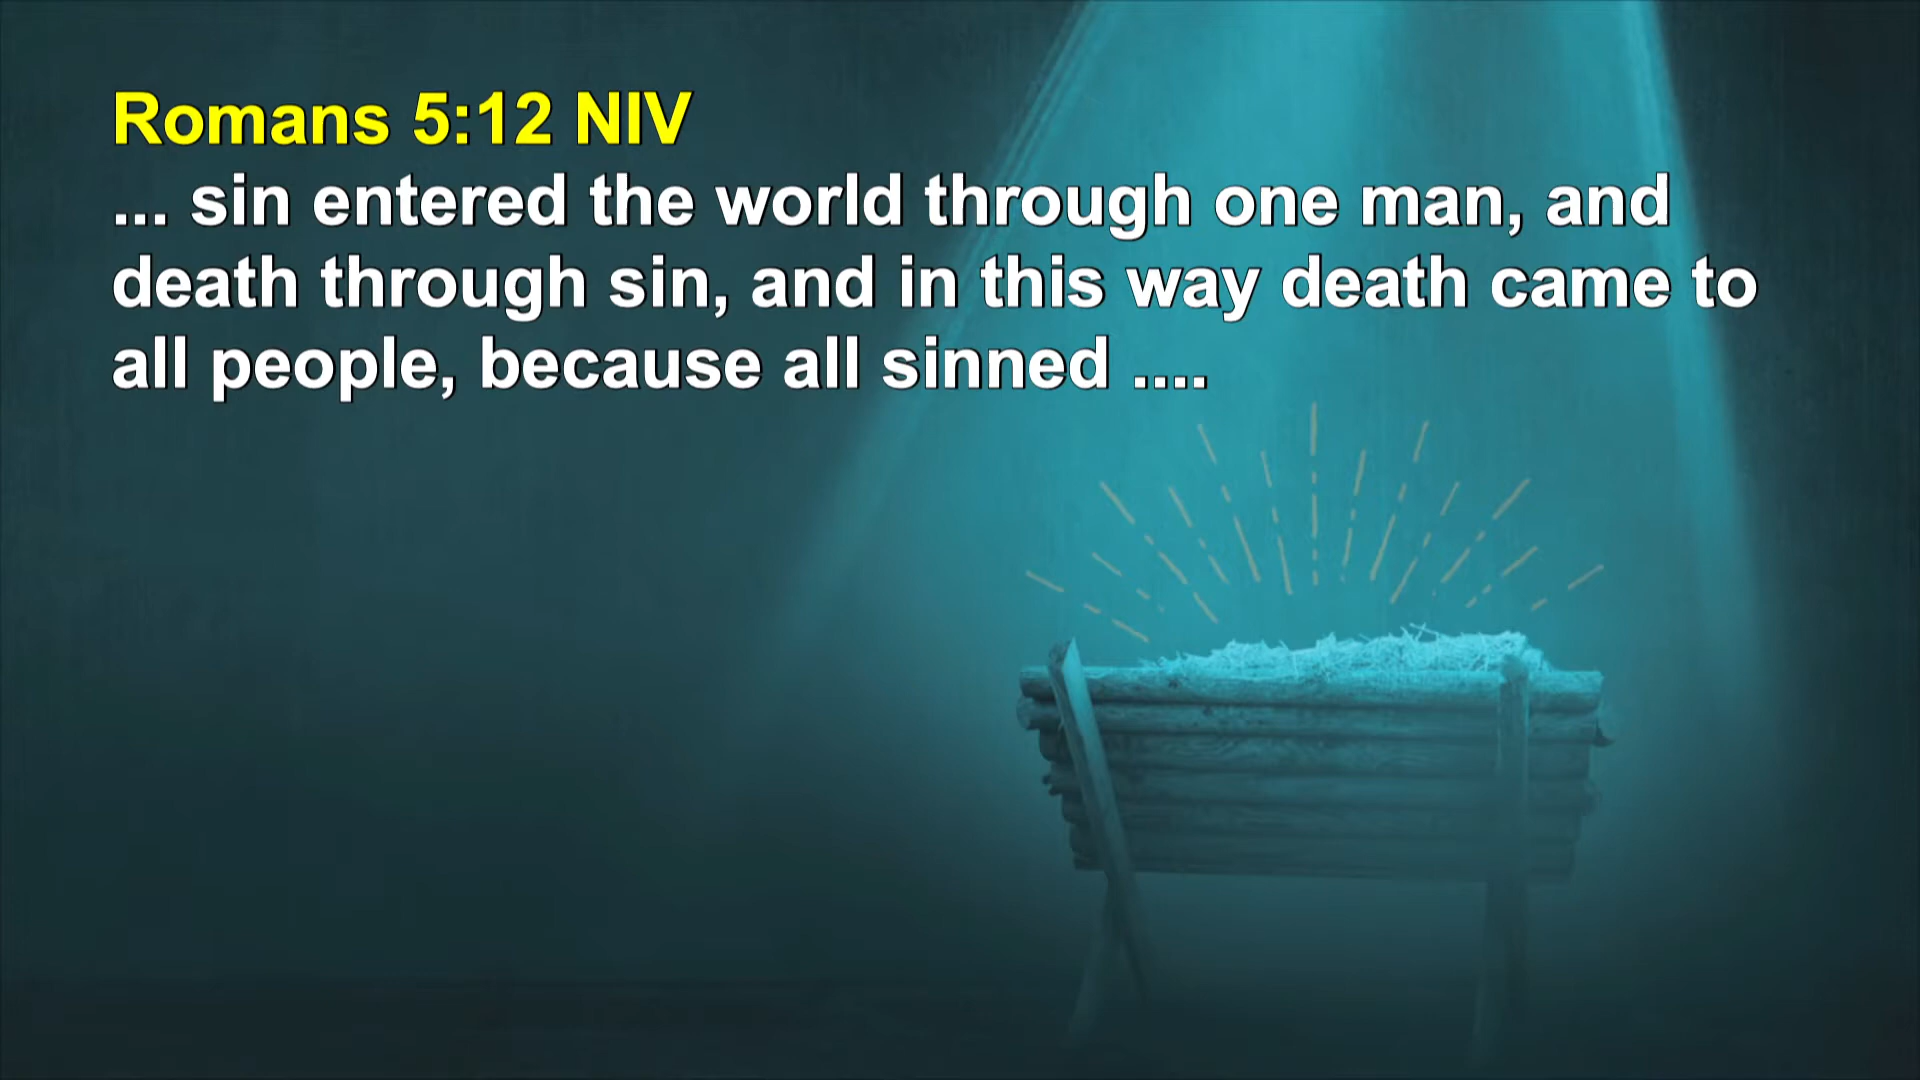 Romans 5:12 NIV
... sin entered the world through one man, and
death through sin, and in this way death came to
all people, because all sinned ....